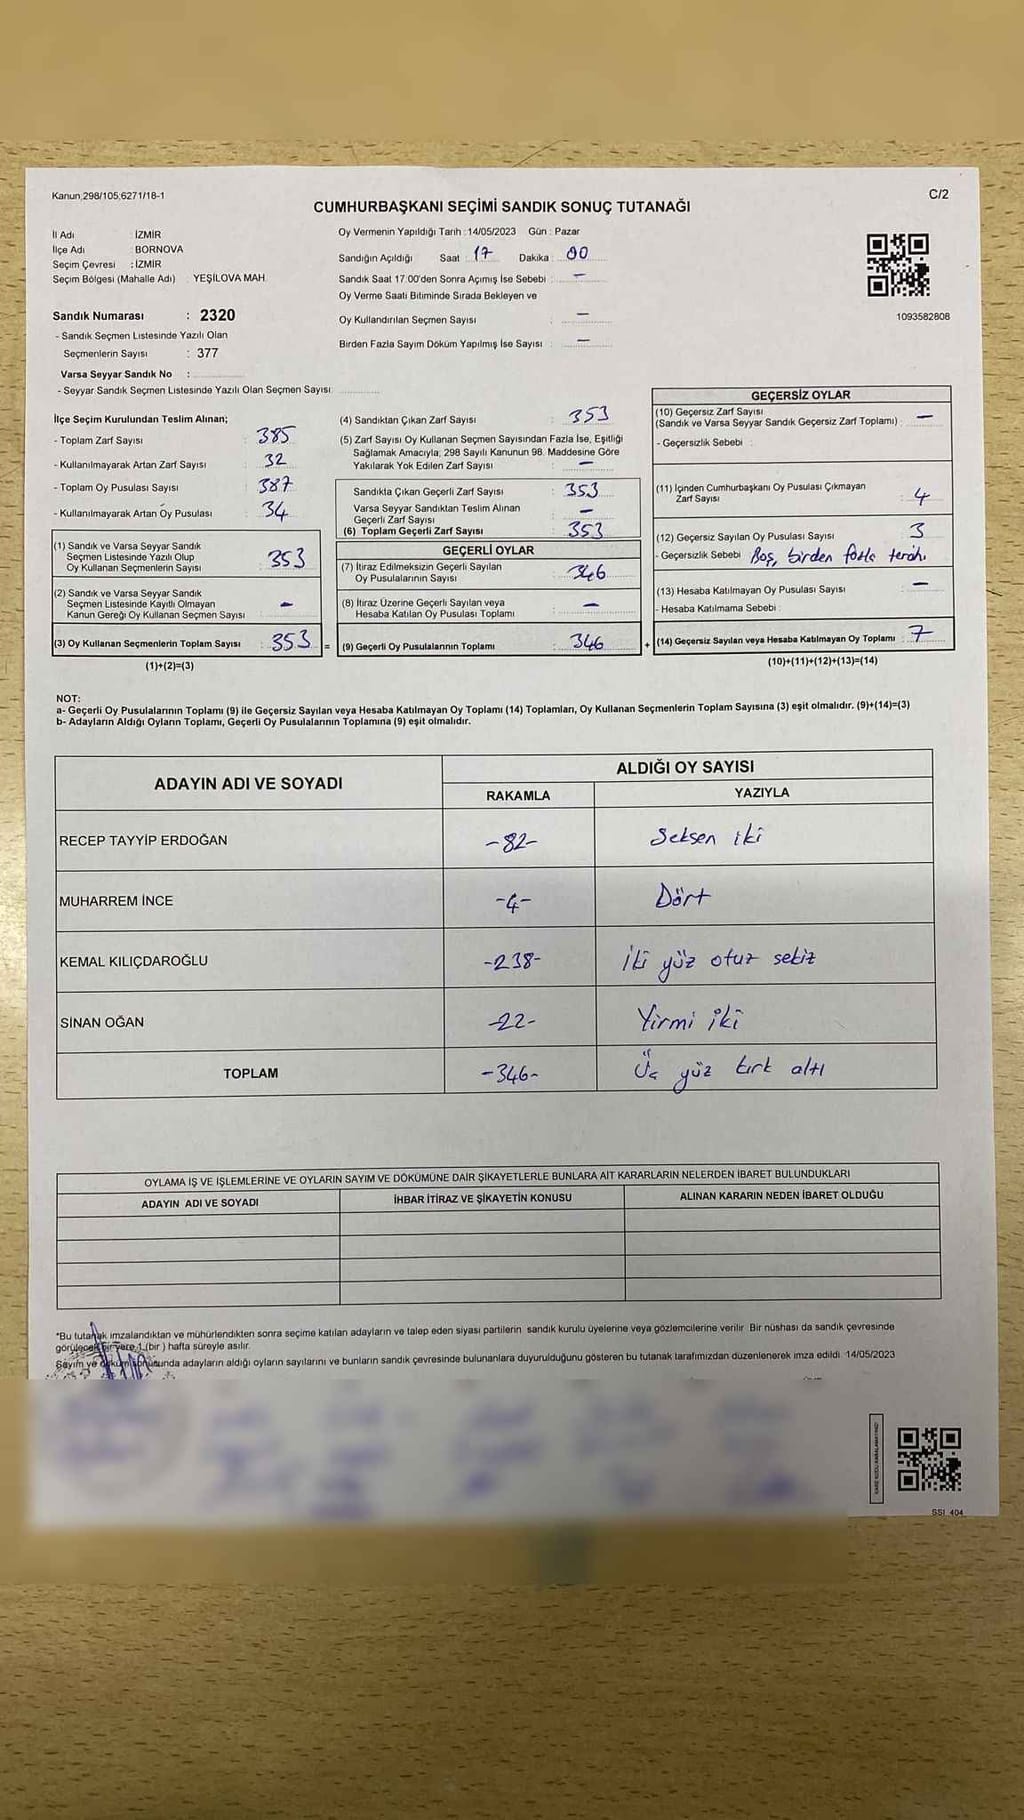 Kanun;298/105;6271/18-1
C/2
CUMHURBAŞKANI SEÇİMİ SANDIK SONUÇ TUTANAĞI
İl Adı : İZMİR
İlçe Adı : BORNOVA
Seçim Çevresi : İZMİR
Seçim Bölgesi (Mahalle Adı) : YEŞİLOVA MAH.
Sandık Numarası : 2320
- Sandık Seçmen Listesinde Yazılı Olan
Seçmenlerin Sayısı : 377
Varsa Seyyar Sandık No :
- Seyyar Sandık Seçmen Listesinde Yazılı Olan Seçmen Sayısı:
Oy Vermenin Yapıldığı Tarih : 14/05/2023 Gün : Pazar
Sandığın Açıldığı Saat : 17 Dakika : 00
Sandık Saat 17:00'den Sonra Açımış İse Sebebi : -
Oy Verme Saati Bitiminde Sırada Bekleyen ve
Oy Kullandırılan Seçmen Sayısı : -
Birden Fazla Sayım Döküm Yapılmış İse Sayısı : -
1093582808
İlçe Seçim Kurulundan Teslim Alınan;
- Toplam Zarf Sayısı : 385
- Kullanılmayarak Artan Zarf Sayısı : 32
- Toplam Oy Pusulası Sayısı : 387
- Kullanılmayarak Artan Oy Pusulası : 34
(1) Sandık ve Varsa Seyyar Sandık
Seçmen Listesinde Yazılı Olup
Oy Kullanan Seçmenlerin Sayısı : 353
(2) Sandık ve Varsa Seyyar Sandık
Seçmen Listesinde Kayıtlı Olmayan
Kanun Gereği Oy Kullanan Seçmen Sayısı : -
(3) Oy Kullanan Seçmenlerin Toplam Sayısı : 353 =
(1)+(2)=(3)
(4) Sandıktan Çıkan Zarf Sayısı : 353
(5) Zarf Sayısı Oy Kullanan Seçmen Sayısından Fazla İse, Eşitliği
Sağlamak Amacıyla; 298 Sayılı Kanunun 98. Maddesine Göre
Yakılarak Yok Edilen Zarf Sayısı : -
Sandıkta Çıkan Geçerli Zarf Sayısı : 353
Varsa Seyyar Sandıktan Teslim Alınan
Geçerli Zarf Sayısı : -
(6) Toplam Geçerli Zarf Sayısı : 353
GEÇERLİ OYLAR
(7) İtiraz Edilmeksizin Geçerli Sayılan
Oy Pusulalarının Sayısı : 346
(8) İtiraz Üzerine Geçerli Sayılan veya
Hesaba Katılan Oy Pusulası Toplamı : -
(9) Geçerli Oy Pusulalarının Toplamı : 346 +
GEÇERSİZ OYLAR
(10) Geçersiz Zarf Sayısı
(Sandık ve Varsa Seyyar Sandık Geçersiz Zarf Toplamı) : -
- Geçersizlik Sebebi :
(11) İçinden Cumhurbaşkanı Oy Pusulası Çıkmayan
Zarf Sayısı : 4
(12) Geçersiz Sayılan Oy Pusulası Sayısı : 3
- Geçersizlik Sebebi : Boş, birden fazla tercih.
(13) Hesaba Katılmayan Oy Pusulası Sayısı : -
- Hesaba Katılmama Sebebi :
(14) Geçersiz Sayılan veya Hesaba Katılmayan Oy Toplamı : 7
(10)+(11)+(12)+(13)=(14)
NOT:
a- Geçerli Oy Pusulalarının Toplamı (9) ile Geçersiz Sayılan veya Hesaba Katılmayan Oy Toplamı (14) Toplamları, Oy Kullanan Seçmenlerin Toplam Sayısına (3) eşit olmalıdır. (9)+(14)=(3)
b- Adayların Aldığı Oyların Toplamı, Geçerli Oy Pusulalarının Toplamına (9) eşit olmalıdır.
ADAYIN ADI VE SOYADI
ALDIĞI OY SAYISI
RAKAMLA YAZIYLA
RECEP TAYYİP ERDOĞAN -82- Seksen iki
MUHARREM İNCE -4- Dört
KEMAL KILIÇDAROĞLU -238- İki yüz otuz sekiz
SİNAN OĞAN -22- Yirmi iki
TOPLAM -346- Üç yüz kırk altı
OYLAMA İŞ VE İŞLEMLERİNE VE OYLARIN SAYIM VE DÖKÜMÜNE DAİR ŞİKAYETLERLE BUNLARA AİT KARARLARIN NELERDEN İBARET BULUNDUKLARI
ADAYIN ADI VE SOYADI İHBAR İTİRAZ VE ŞİKAYETİN KONUSU ALINAN KARARIN NEDEN İBARET OLDUĞU
*Bu tutanak imzalandıktan ve mühürlendikten sonra seçime katılan adayların ve talep eden siyasi partilerin sandık kurulu üyelerine veya gözlemcilerine verilir. Bir nüshası da sandık çevresinde
görülecek bir yere 1 (bir ) hafta süreyle asılır.
Sayım ve döküm sonucunda adayların aldığı oyların sayılarını ve bunların sandık çevresinde bulunanlara duyurulduğunu gösteren bu tutanak tarafımızdan düzenlenerek imza edildi. 14/05/2023
SSI: 404